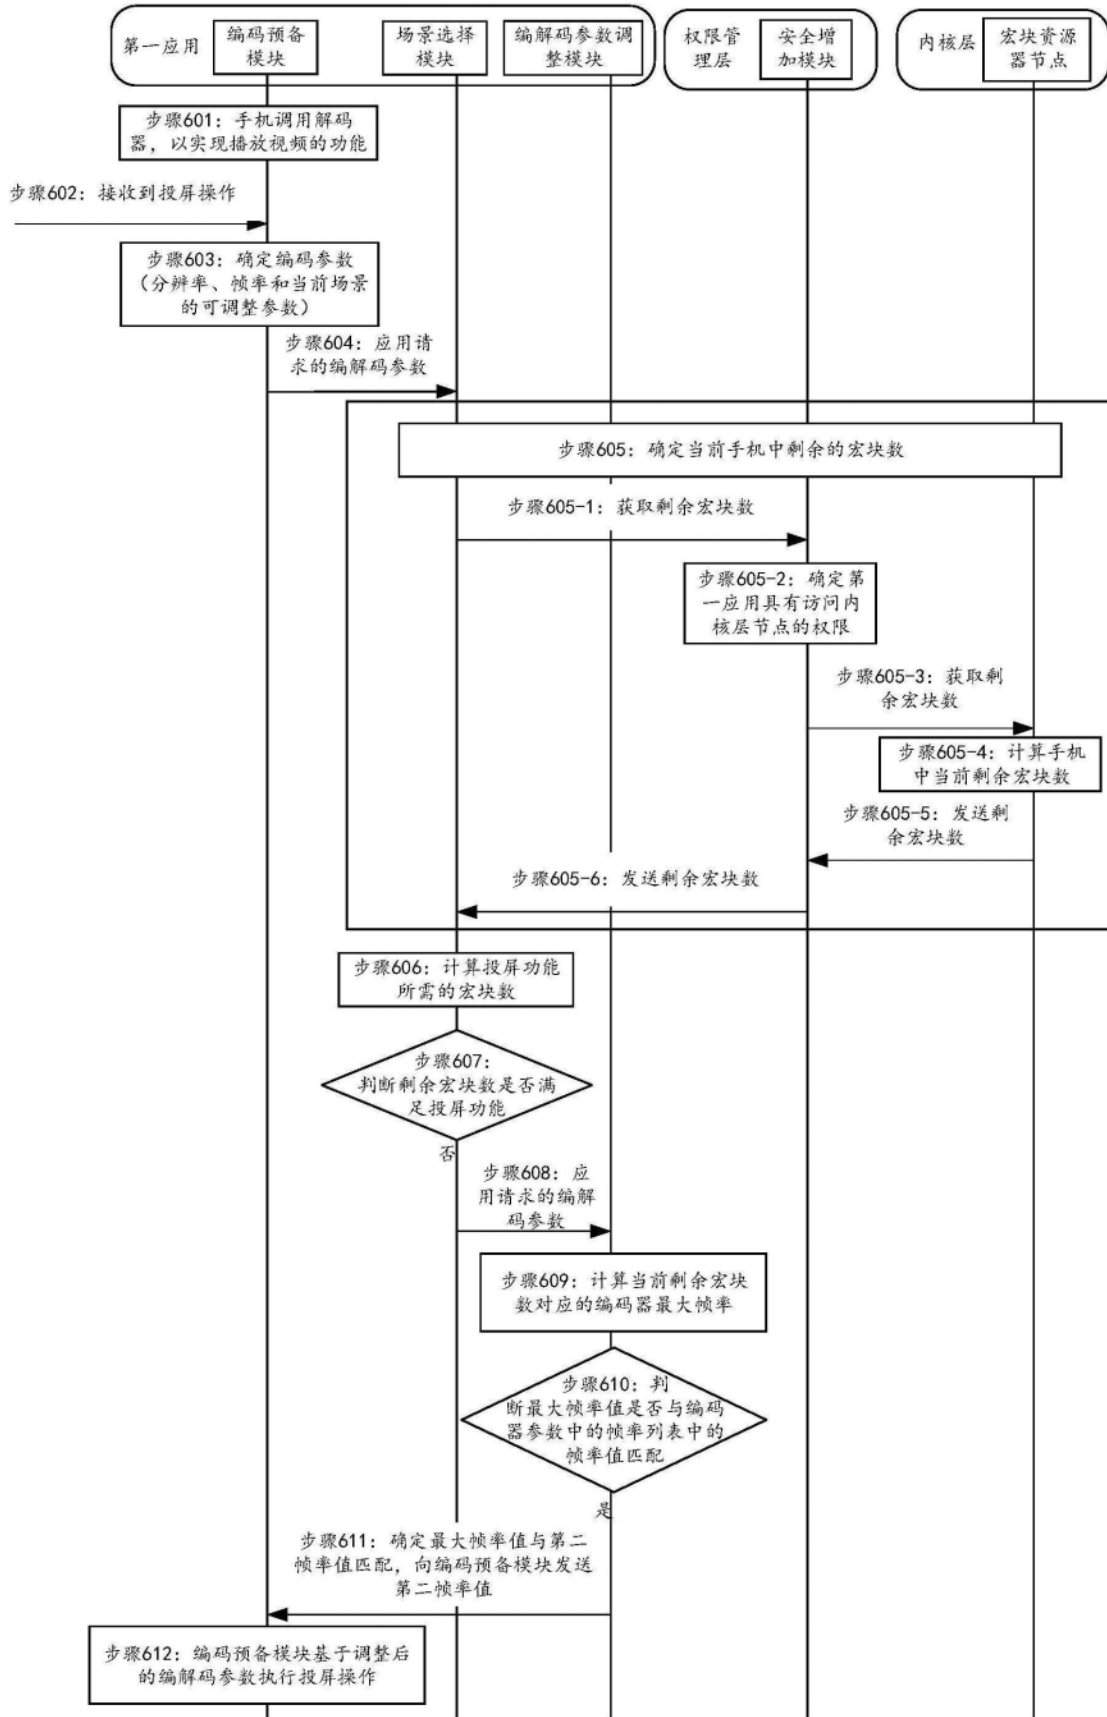 第一应用
编码预备
模块
场景选择
模块
编解码参数调
整模块
权限管
理层
安全增
加模块
内核层
宏块资源
器节点
步骤601：手机调用解码
器，以实现播放视频的功能
步骤602：接收到投屏操作
步骤603：确定编码参数
（分辨率、帧率和当前场景
的可调整参数）
步骤604：应用请
求的编解码参数
步骤605：确定当前手机中剩余的宏块数
步骤605-1：获取剩余宏块数
步骤605-2：确定第
一应用具有访问内
核层节点的权限
步骤605-3：获取剩
余宏块数
步骤605-4：计算手机
中当前剩余宏块数
步骤605-5：发送剩
余宏块数
步骤605-6：发送剩余宏块数
步骤606：计算投屏功能
所需的宏块数
步骤607：
判断剩余宏块数是否满
足投屏功能
否
步骤608：应
用请求的编解
码参数
步骤609：计算当前剩余宏块
数对应的编码器最大帧率
步骤610：判
断最大帧率值是否与编码
器参数中的帧率列表中的
帧率值匹配
是
步骤611：确定最大帧率值与第二
帧率值匹配，向编码预备模块发送
第二帧率值
步骤612：编码预备模块基于调整后
的编解码参数执行投屏操作